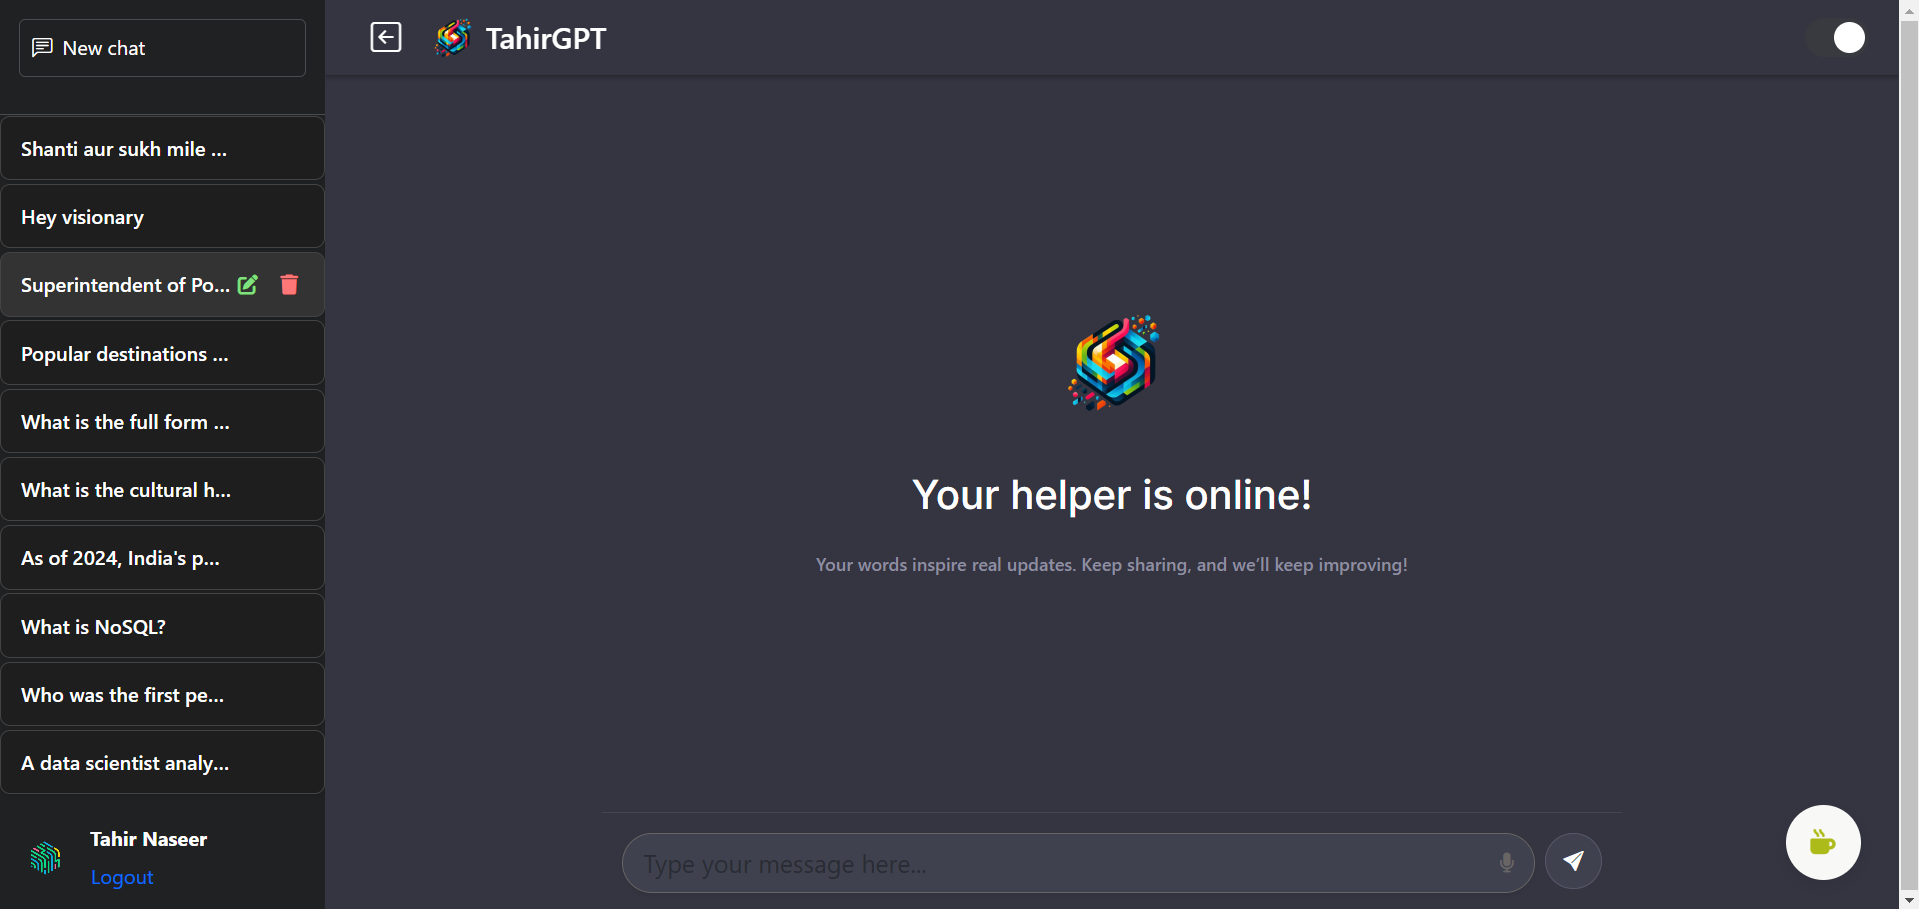 New chat
Shanti aur sukh mile ...
Hey visionary
Superintendent of Po...
Popular destinations ...
What is the full form ...
What is the cultural h...
As of 2024, India's p...
What is NoSQL?
Who was the first pe...
A data scientist analy...
Tahir Naseer
Logout
TahirGPT
Your helper is online!
Your words inspire real updates. Keep sharing, and we’ll keep improving!
Type your message here...